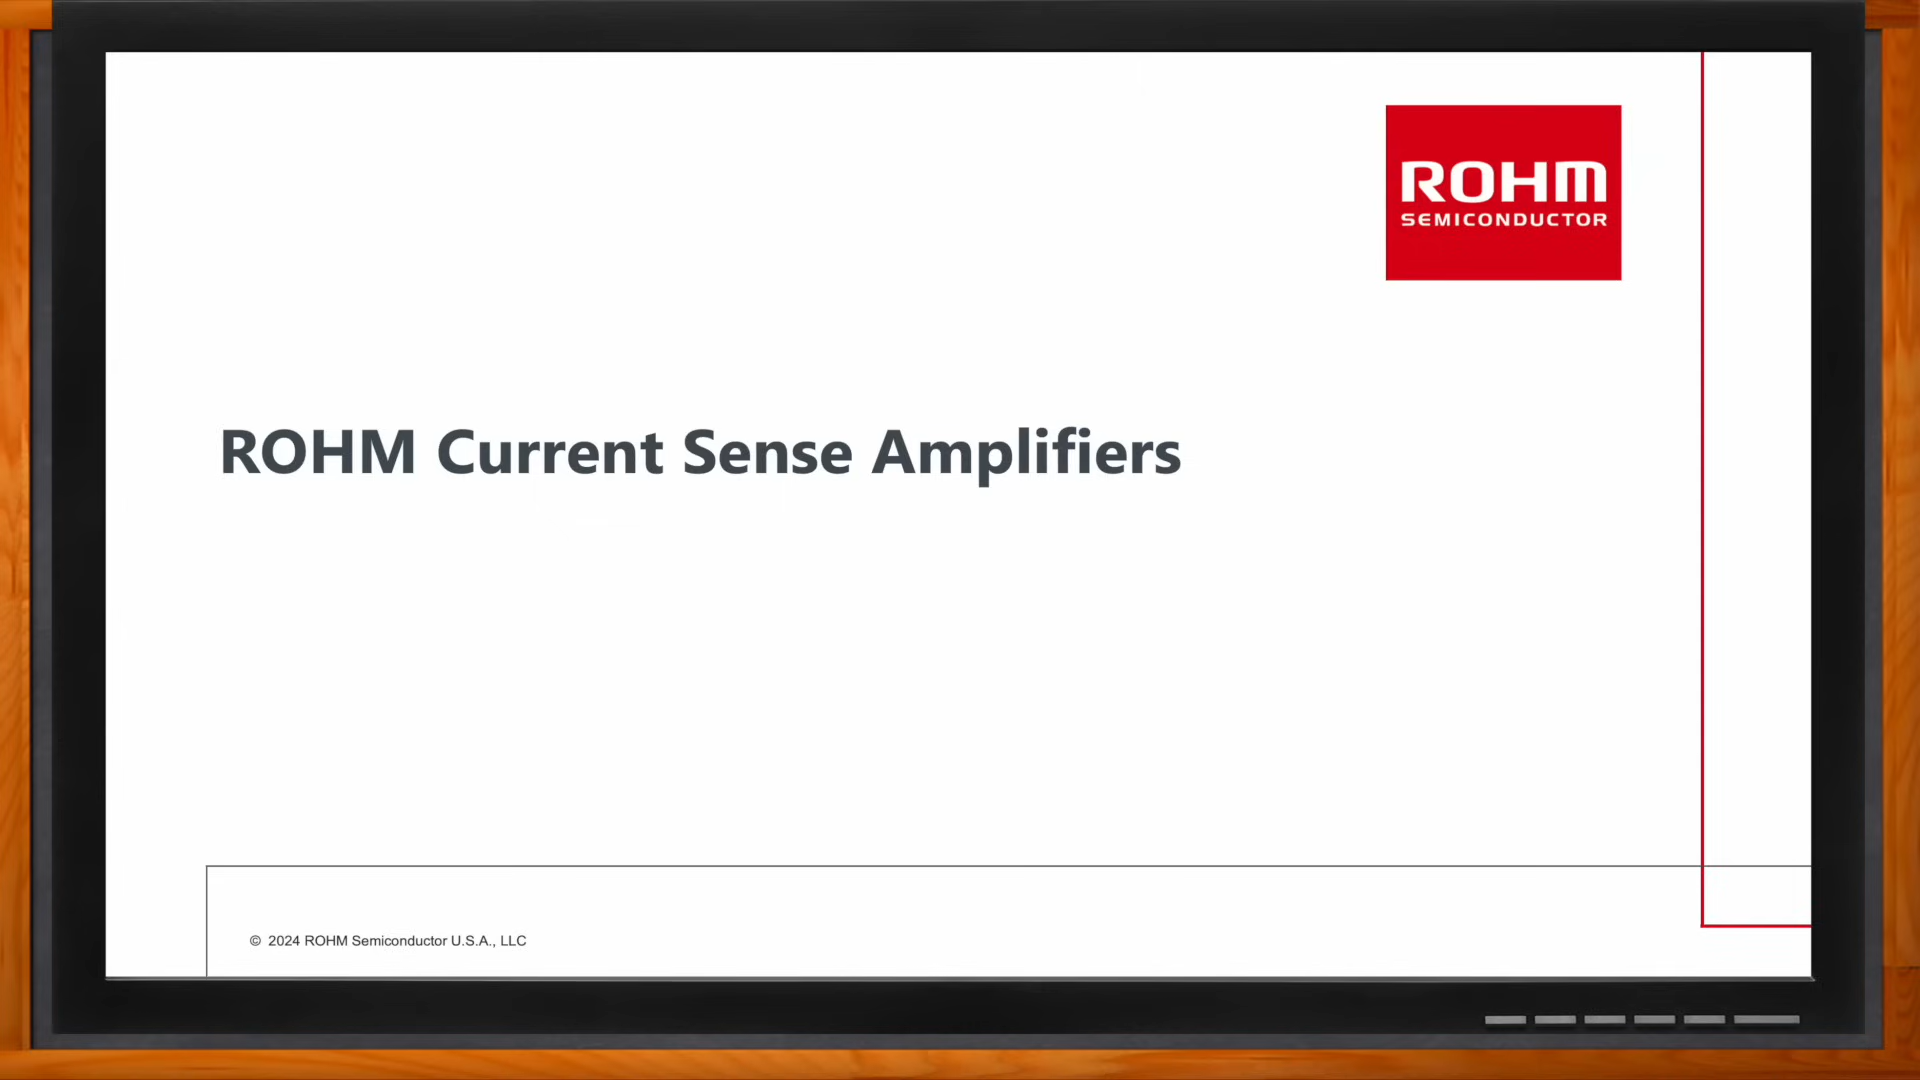 ROHM
SEMICONDUCTOR
ROHM Current Sense Amplifiers
© 2024 ROHM Semiconductor U.S.A., LLC